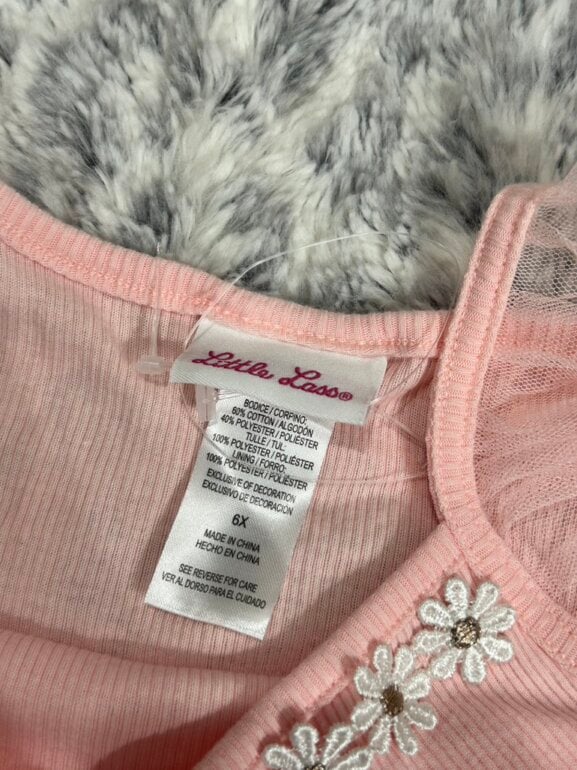 Little Lass®
BODICE / CORPIÑO:
60% COTTON / ALGODÓN
40% POLYESTER / POLIÉSTER
TULLE / TUL:
100% POLYESTER / POLIÉSTER
LINING / FORRO:
100% POLYESTER / POLIÉSTER
EXCLUSIVE OF DECORATION
EXCLUSIVO DE DECORACIÓN
6X
MADE IN CHINA
HECHO EN CHINA
SEE REVERSE FOR CARE
VER AL DORSO PARA EL CUIDADO